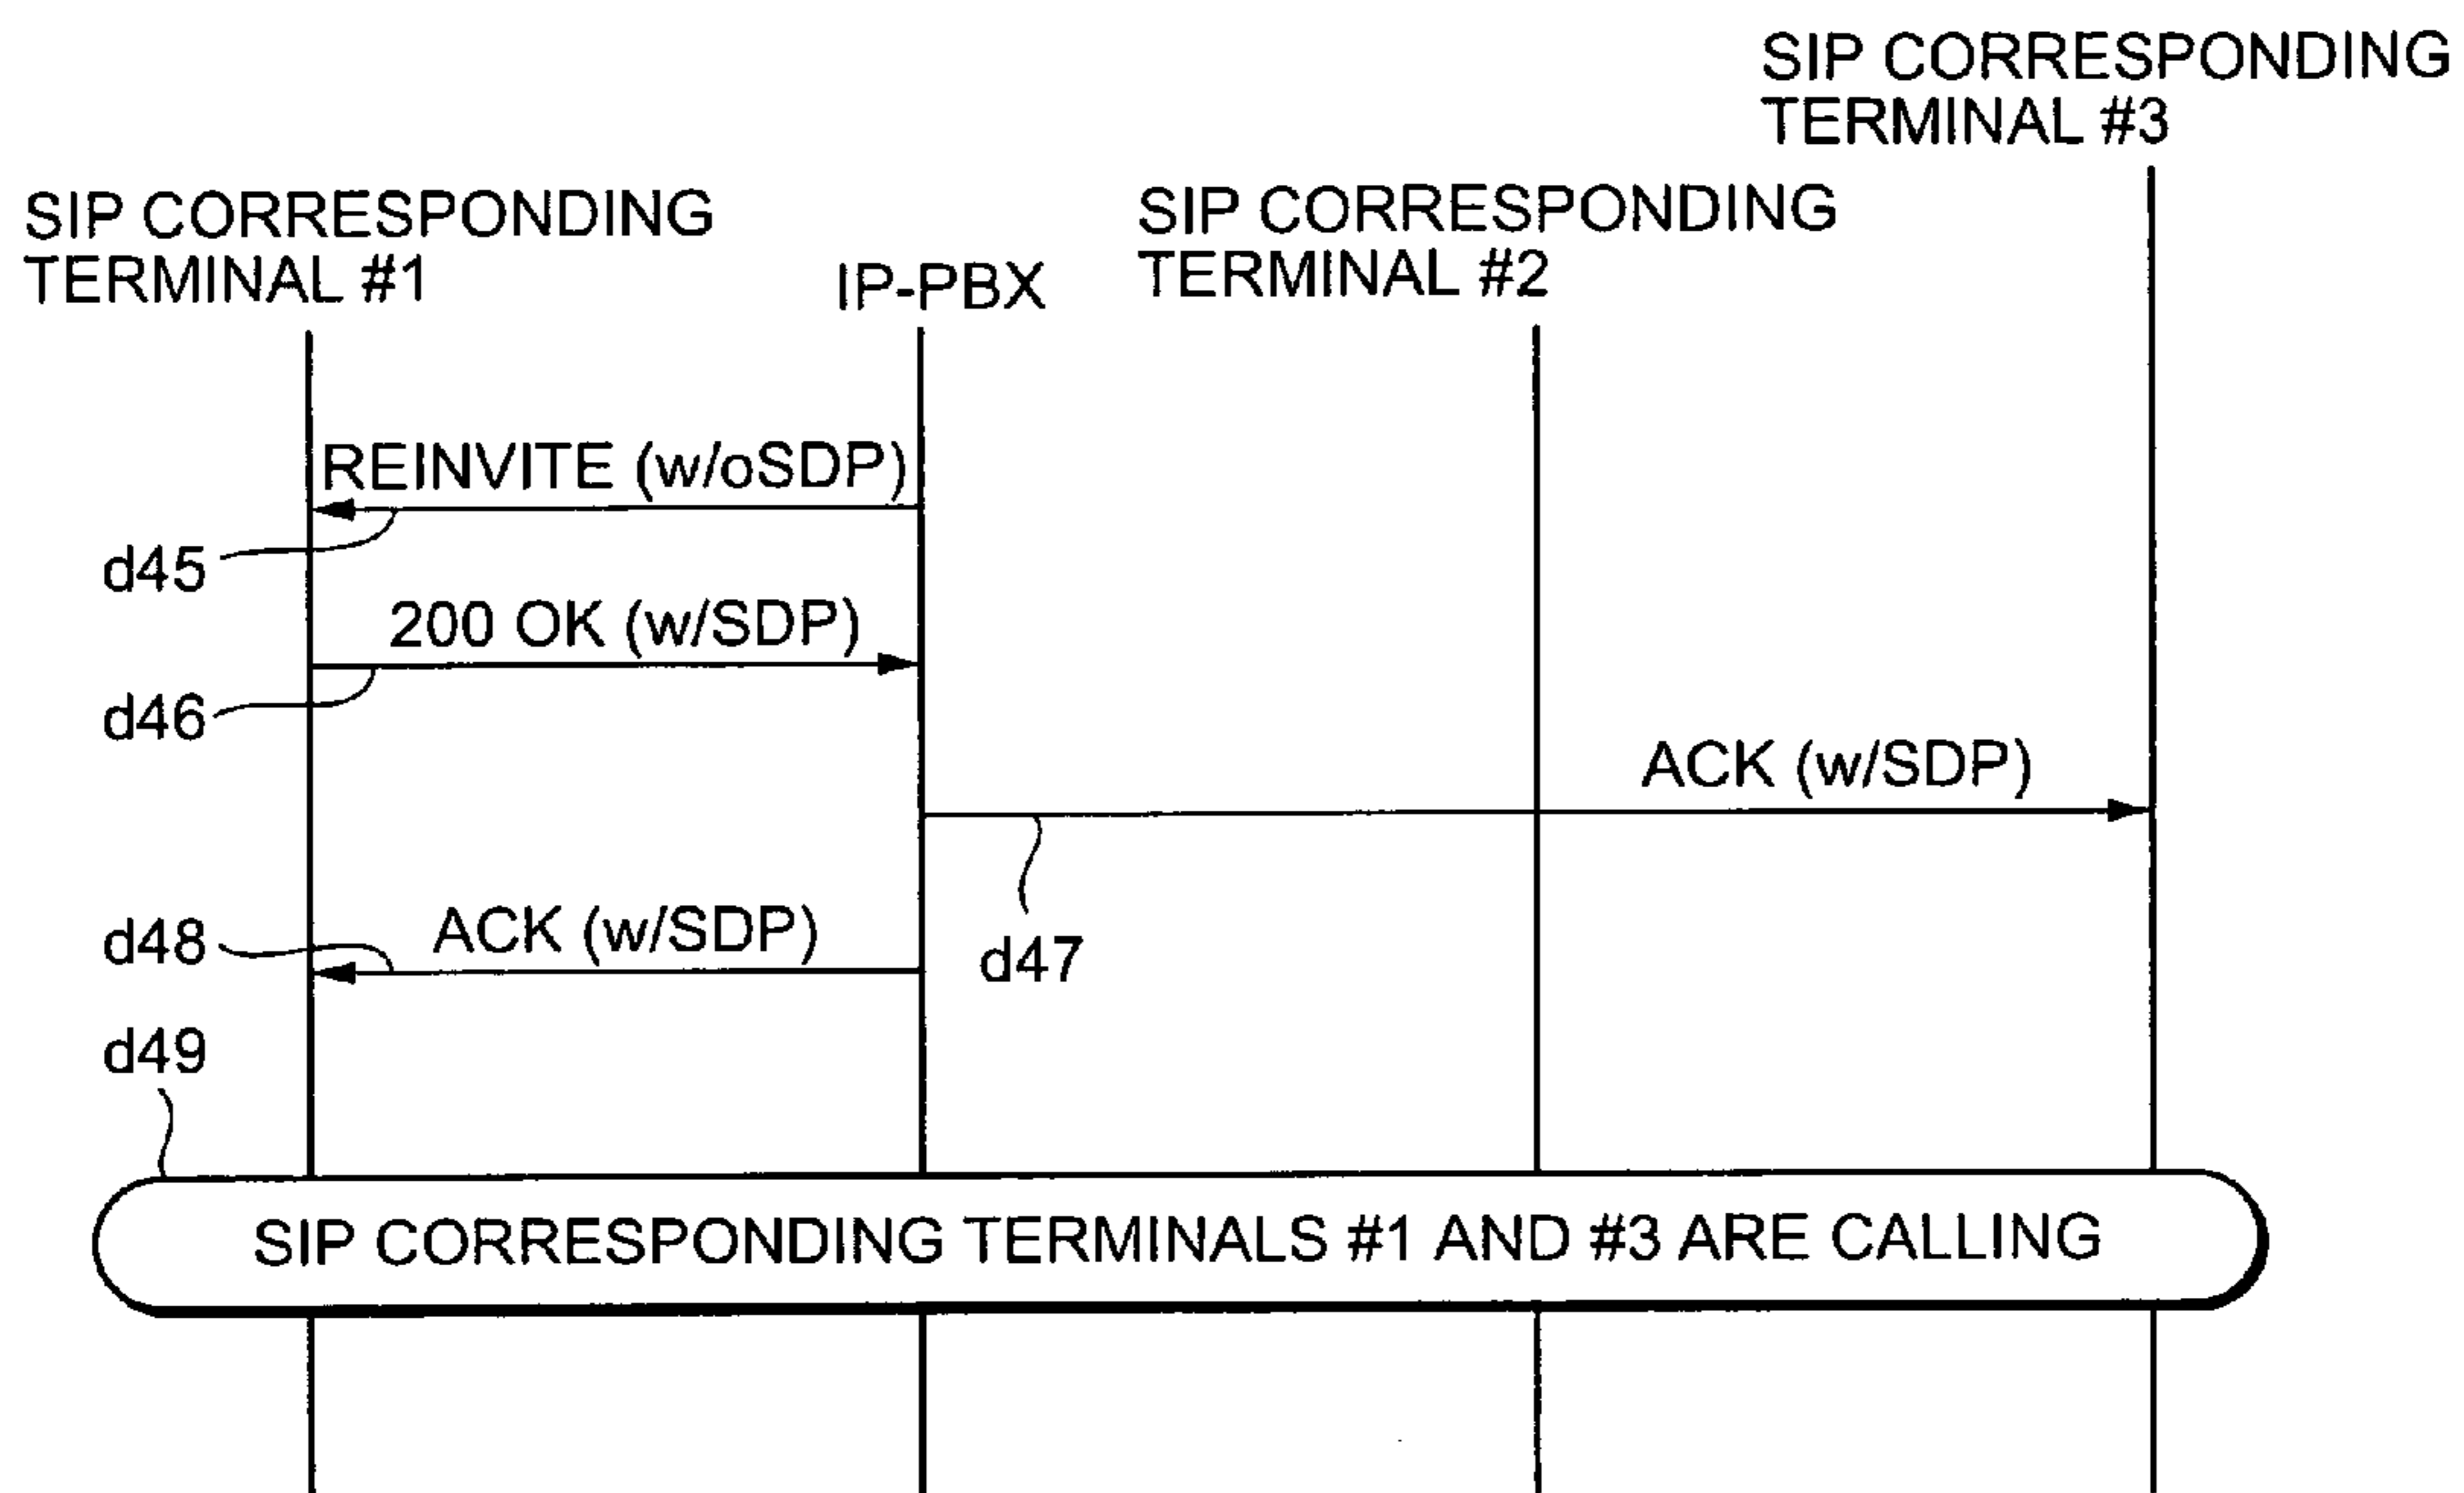 SIP CORRESPONDING
TERMINAL #3
SIP CORRESPONDING
TERMINAL #1
IP-PBX
SIP CORRESPONDING
TERMINAL #2
REINVITE (w/oSDP)
d45
200 OK (w/SDP)
d46
ACK (w/SDP)
d47
ACK (w/SDP)
d48
d49
SIP CORRESPONDING TERMINALS #1 AND #3 ARE CALLING